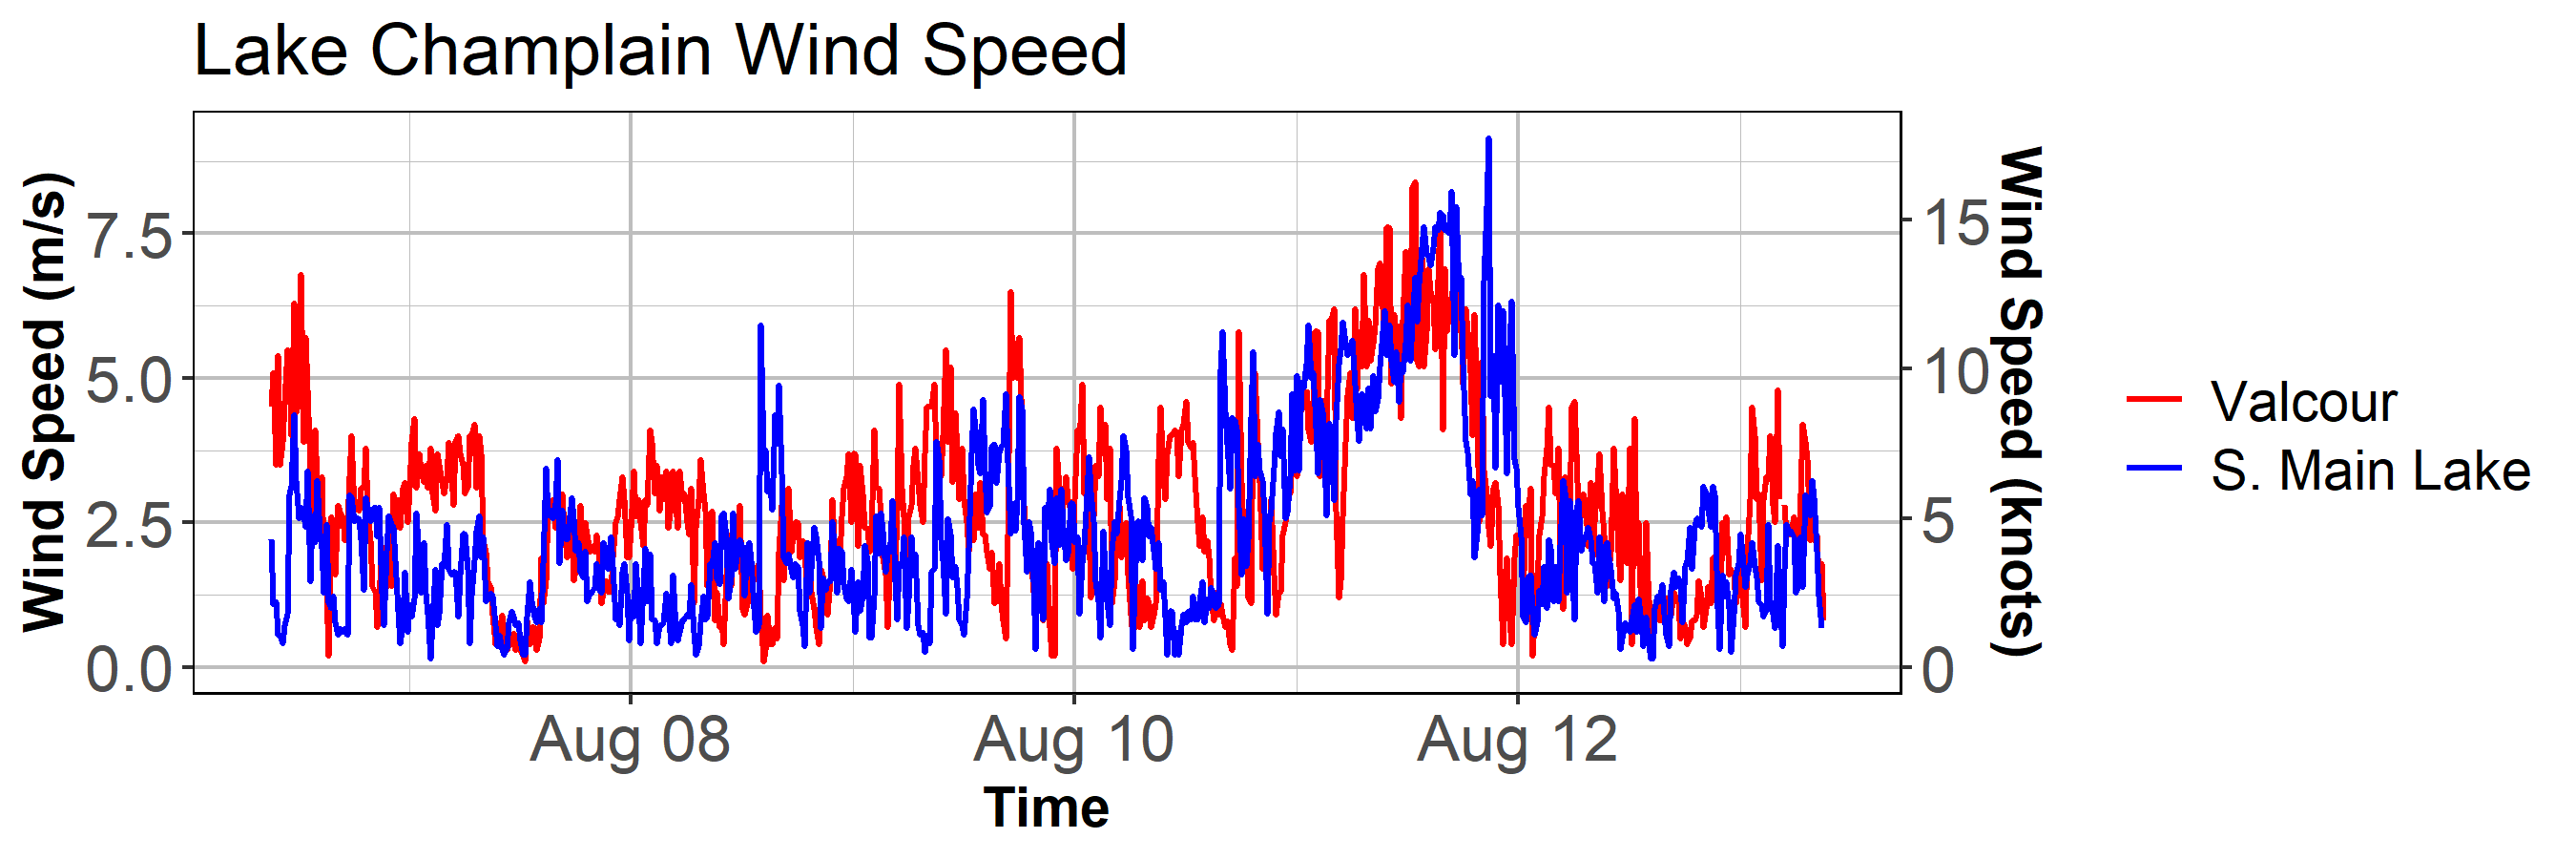 Lake Champlain Wind Speed
Wind Speed (m/s)
7.5
5.0
2.5
0.0
15
10
5
0
Wind Speed (knots)
Aug 08
Aug 10
Aug 12
Time
Valcour
S. Main Lake